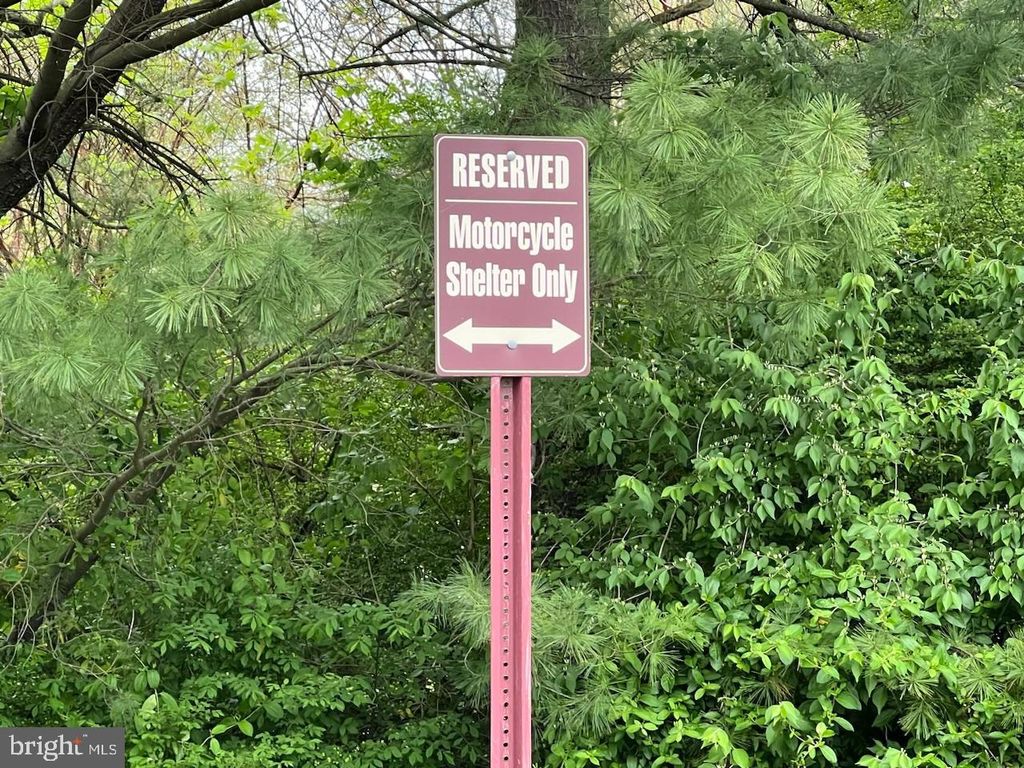 RESERVED
Motorcycle
Shelter Only
bright MLS